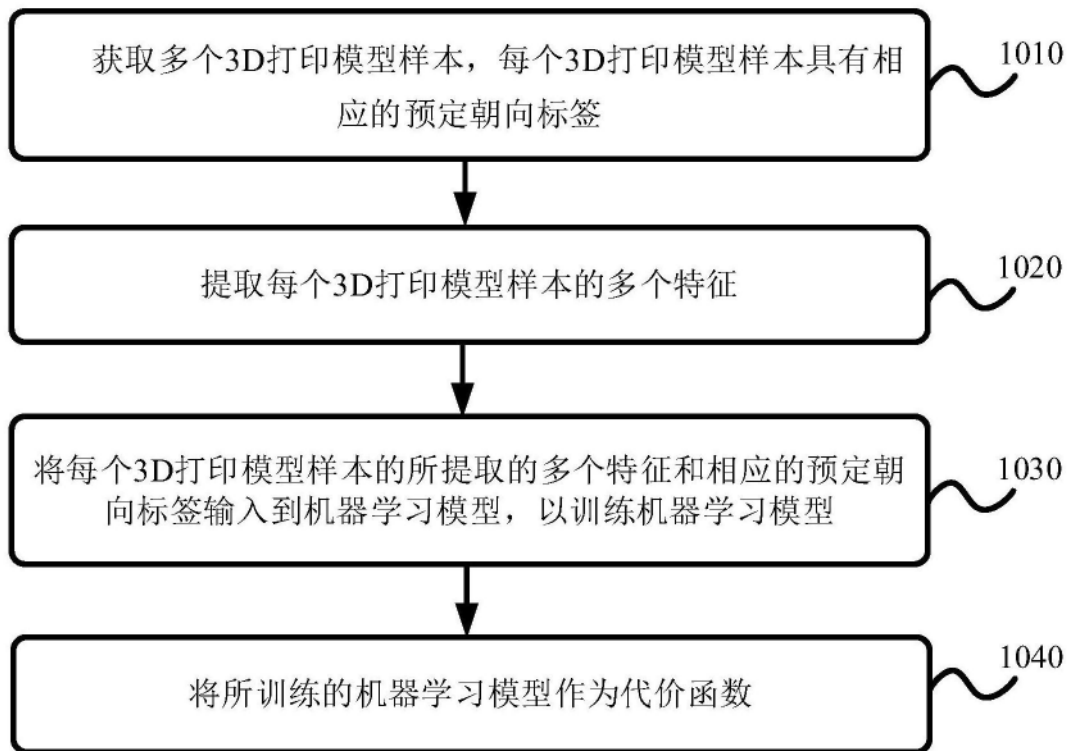 获取多个3D打印模型样本，每个3D打印模型样本具有相
应的预定朝向标签
1010
提取每个3D打印模型样本的多个特征
1020
将每个3D打印模型样本的所提取的多个特征和相应的预定朝
向标签输入到机器学习模型，以训练机器学习模型
1030
将所训练的机器学习模型作为代价函数
1040